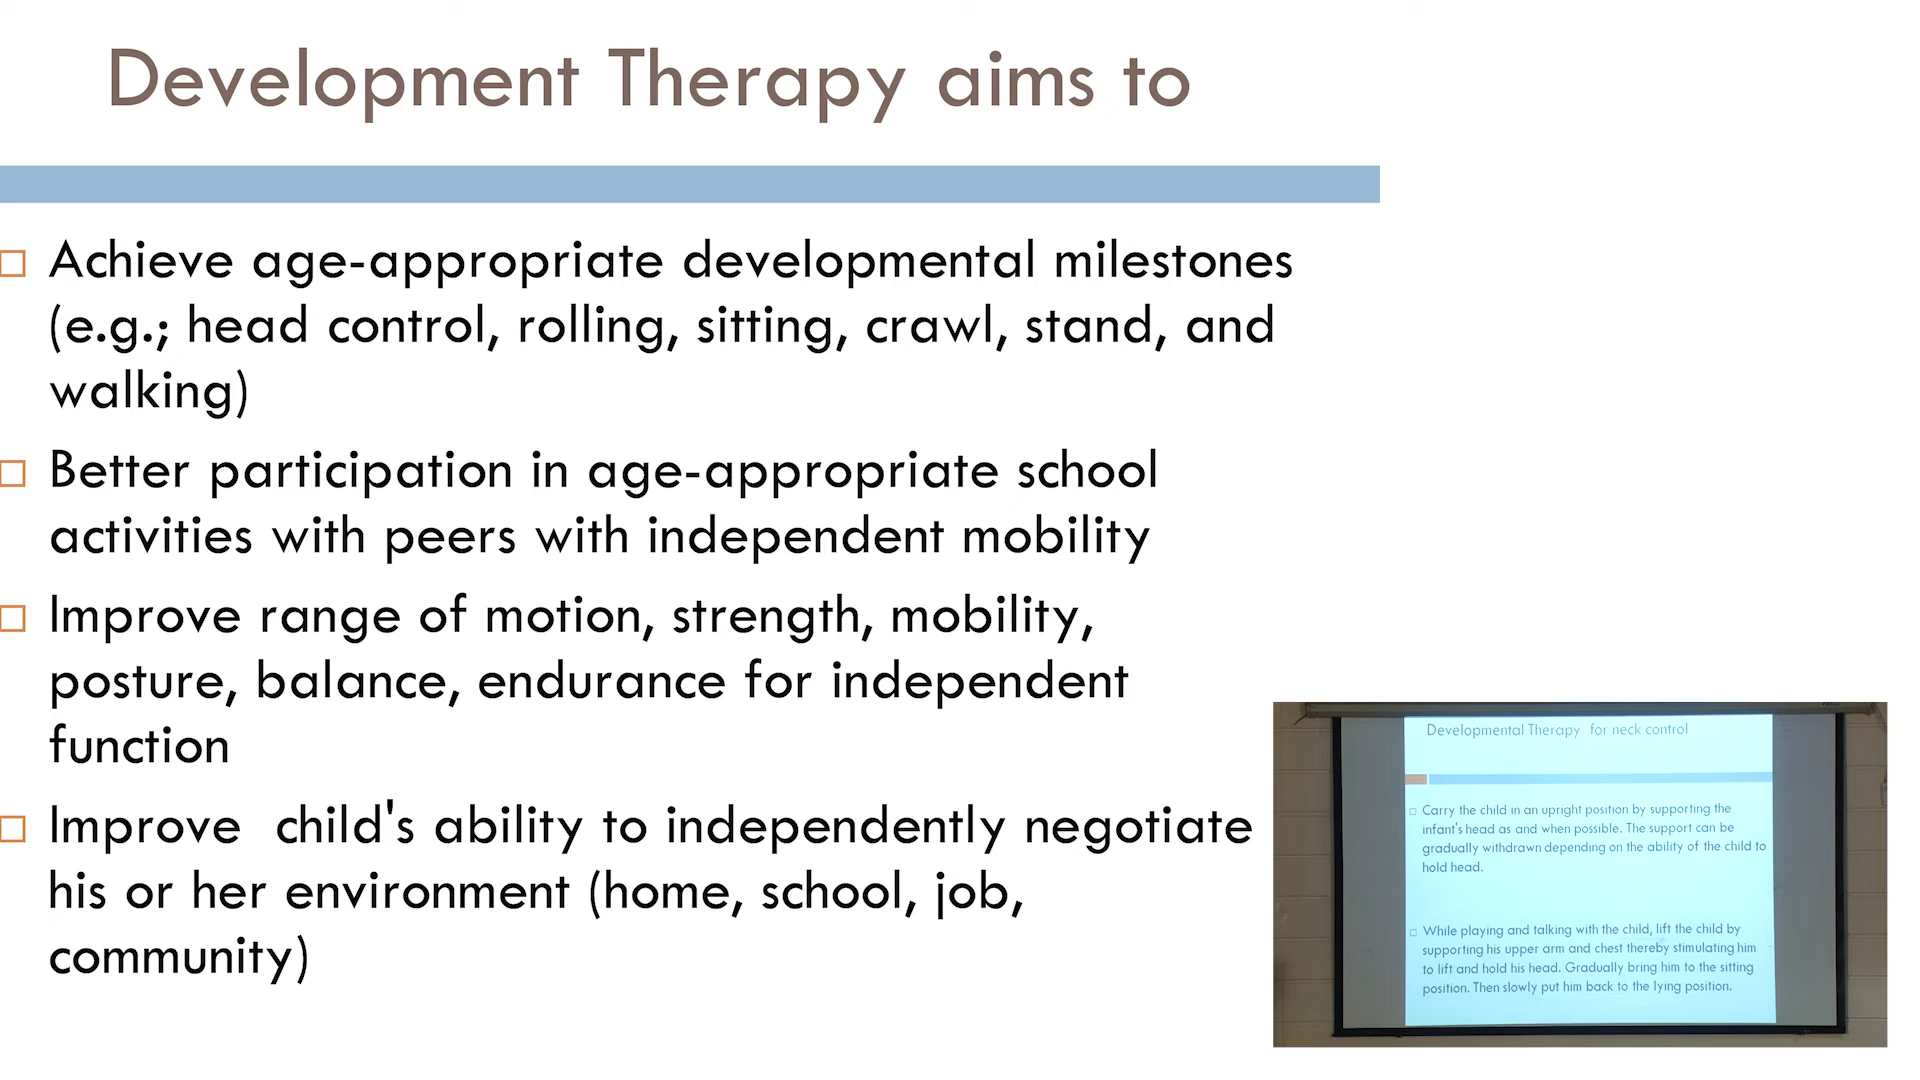 Development Therapy aims to
Achieve age-appropriate developmental milestones
(e.g.; head control, rolling, sitting, crawl, stand, and
walking)
Better participation in age-appropriate school
activities with peers with independent mobility
Improve range of motion, strength, mobility,
posture, balance, endurance for independent
function
Improve  child's ability to independently negotiate
his or her environment (home, school, job,
community)
Developmental Therapy  for neck control
Carry the child in an upright position by supporting the
infant's head as and when possible. The support can be
gradually withdrawn depending on the ability of the child to
hold head.
While playing and talking with the child, lift the child by
supporting his upper arm and chest thereby stimulating him
to lift and hold his head. Gradually bring him to the sitting
position. Then slowly put him back to the lying position.